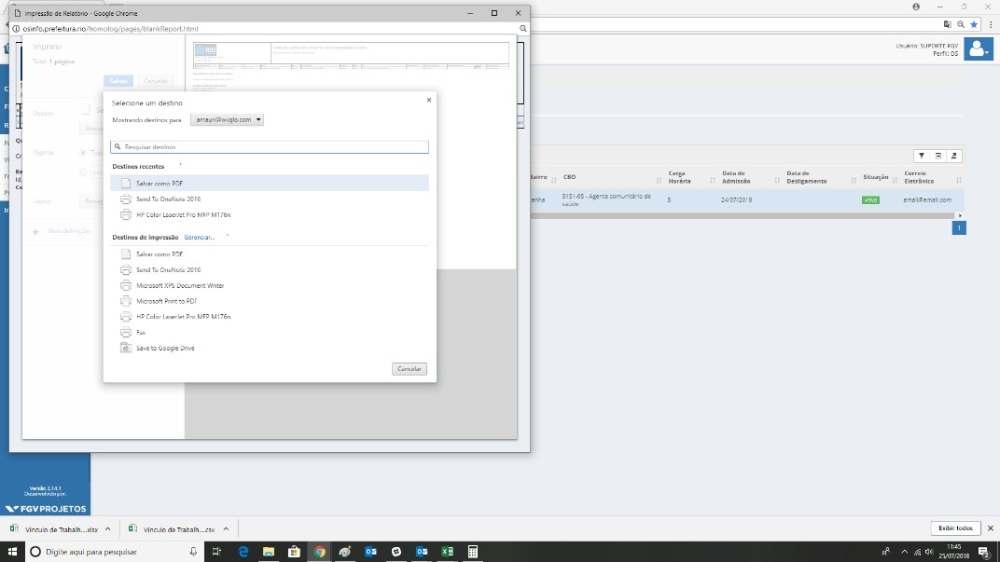 Impressão de Relatório - Google Chrome
osinfo.prefeitura.rio/homolog/pages/blankReport.html
Imprimir
Total: 1 página
Salvar
Cancelar
Destino
Páginas
Layout
+ Mais definições
RIO
Selecione um destino
Mostrando destinos para
amauri@wiiglo.com
Pesquisar destinos
Destinos recentes
Salvar como PDF
Send To OneNote 2016
HP Color LaserJet Pro MFP M176n
Destinos de impressão Gerenciar...
Salvar como PDF
Send To OneNote 2016
Microsoft XPS Document Writer
Microsoft Print to PDF
HP Color LaserJet Pro MFP M176n
Fax
Save to Google Drive
Cancelar
Usuário: SUPORTE FGV
Perfil: OS
Bairro
CBO
Carga Horária
Data de Admissão
Data de Desligamento
Situação
Correio Eletrônico
5151-05 - Agente comunitário de saúde
8
24/07/2018
ATIVO
email@email.com
1
Versão 2.14.1
Desenvolvido por:
FGV PROJETOS
Vínculo de Trabalh....xlsx
Vínculo de Trabalh....csv
Exibir todos
Digite aqui para pesquisar
11:45
25/07/2018
2